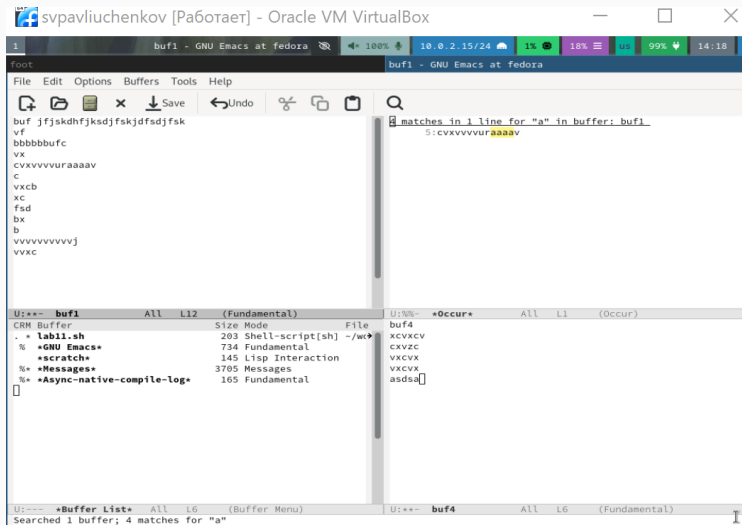 svpavliuchenkov [Работает] - Oracle VM VirtualBox
1 buf1 - GNU Emacs at fedora 100% 10.0.2.15/24 1% 18% us 99% 14:18
foot
buf1 - GNU Emacs at fedora
File Edit Options Buffers Tools Help
Save Undo
buf jfjskdhfjksdjfskjdfsdjfsk
vf
bbbbbbufc
vx
cvxvvvvuraaaav
c
vxcb
xc
fsd
bx
b
vvvvvvvvvvj
vvxc
U:**- buf1 All L12 (Fundamental)
4 matches in 1 line for "a" in buffer: buf1
5:cvxvvvvuraaaav
U:%%- *Occur* All L1 (Occur)
CRM Buffer Size Mode File
. * lab11.sh 203 Shell-script[sh] ~/wo
% *GNU Emacs* 734 Fundamental
*scratch* 145 Lisp Interaction
%* *Messages* 3705 Messages
%* *Async-native-compile-log* 165 Fundamental
U:--- *Buffer List* All L6 (Buffer Menu)
buf4
xcvxcv
cxvzc
vxcvx
vxcvx
asdsa
U:**- buf4 All L6 (Fundamental)
Searched 1 buffer; 4 matches for "a"